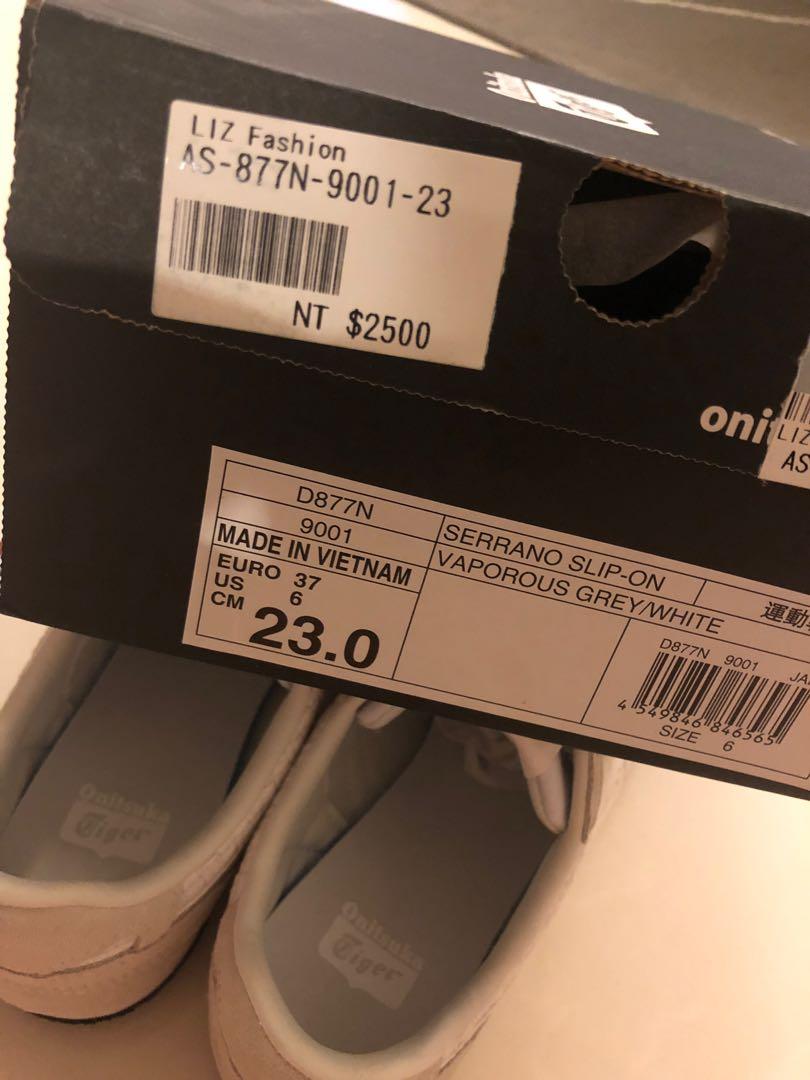 LIZ Fashion
AS-877N-9001-23
NT $2500
oni
LIZ
AS
D877N
9001
MADE IN VIETNAM
EURO 37
US 6
CM 23.0
SERRANO SLIP-ON
VAPOROUS GREY/WHITE
運動
D877N 9001 JA
4 549846 846565
SIZE 6
Onitsuka
Tiger
Onitsuka
Tiger